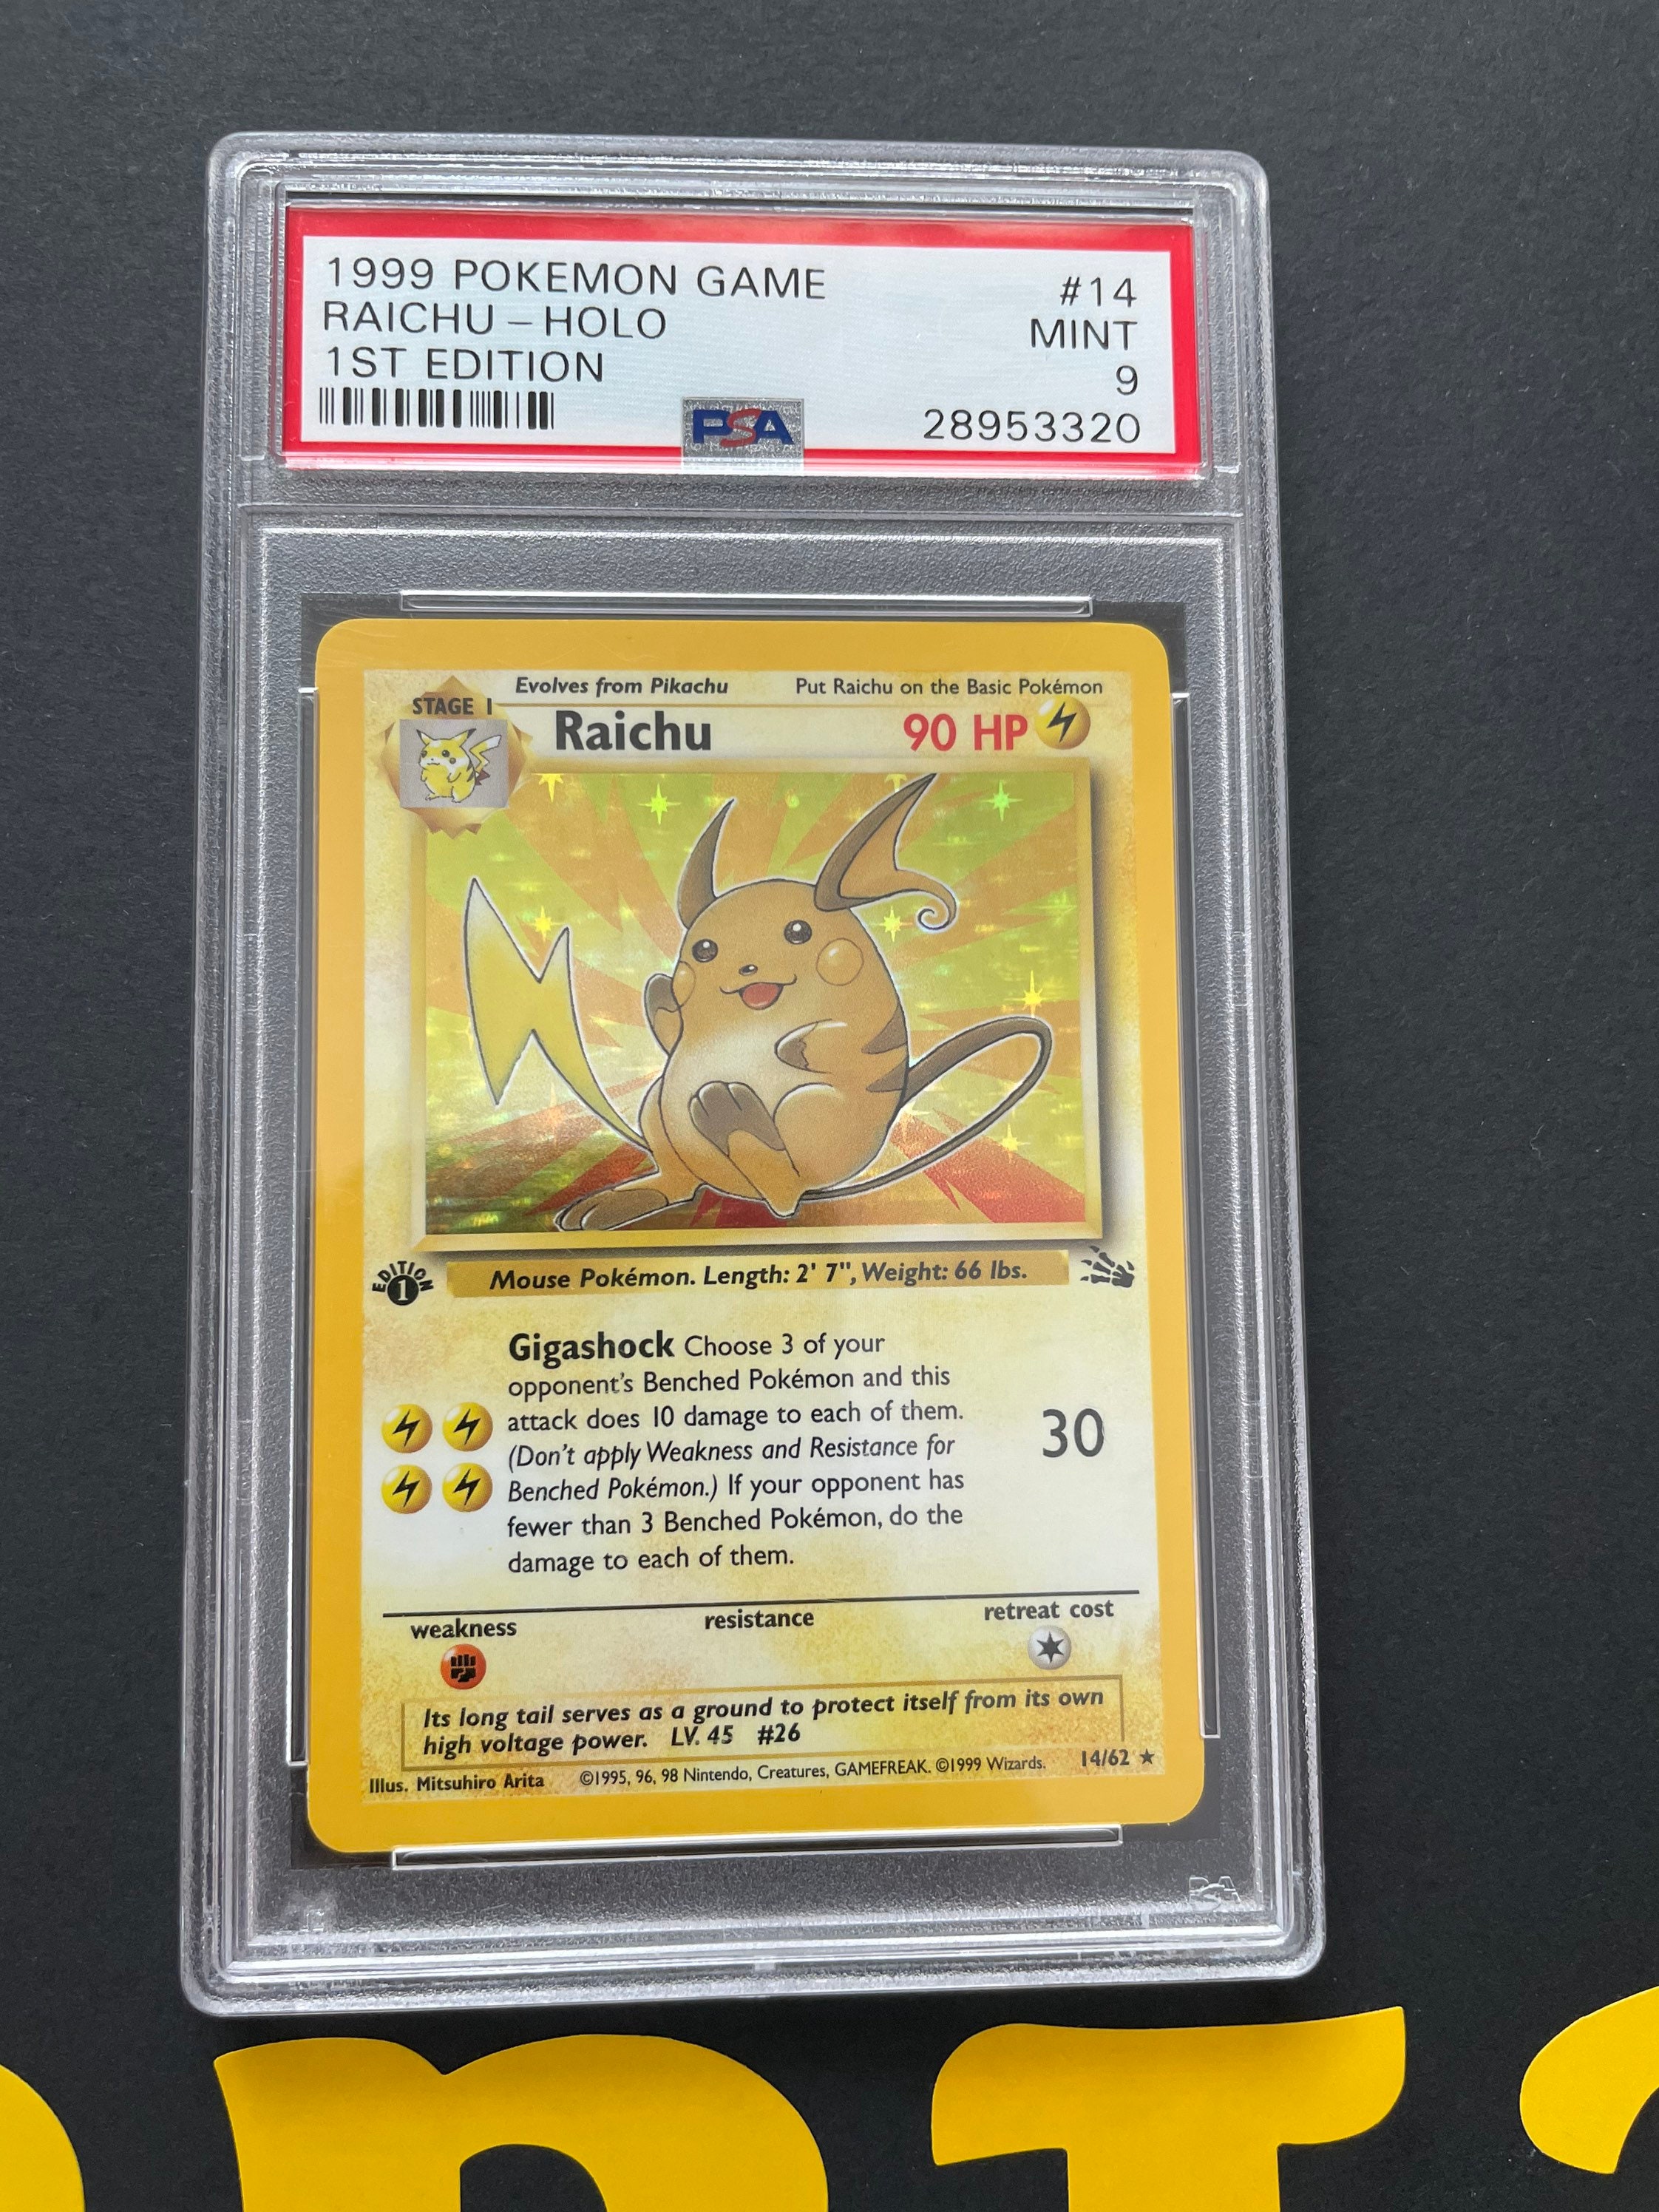 1999 POKEMON GAME #14
RAICHU – HOLO MINT
1ST EDITION 9
PSA 28953320
Evolves from Pikachu Put Raichu on the Basic Pokémon
STAGE 1
Raichu 90 HP
EDITION
1
Mouse Pokémon. Length: 2' 7", Weight: 66 lbs.
Gigashock Choose 3 of your
opponent's Benched Pokémon and this
attack does 10 damage to each of them.
(Don't apply Weakness and Resistance for
Benched Pokémon.) If your opponent has
fewer than 3 Benched Pokémon, do the
damage to each of them.
30
weakness resistance retreat cost
Its long tail serves as a ground to protect itself from its own
high voltage power. LV. 45 #26
Illus. Mitsuhiro Arita ©1995, 96, 98 Nintendo, Creatures, GAMEFREAK. ©1999 Wizards. 14/62 ★
PSA